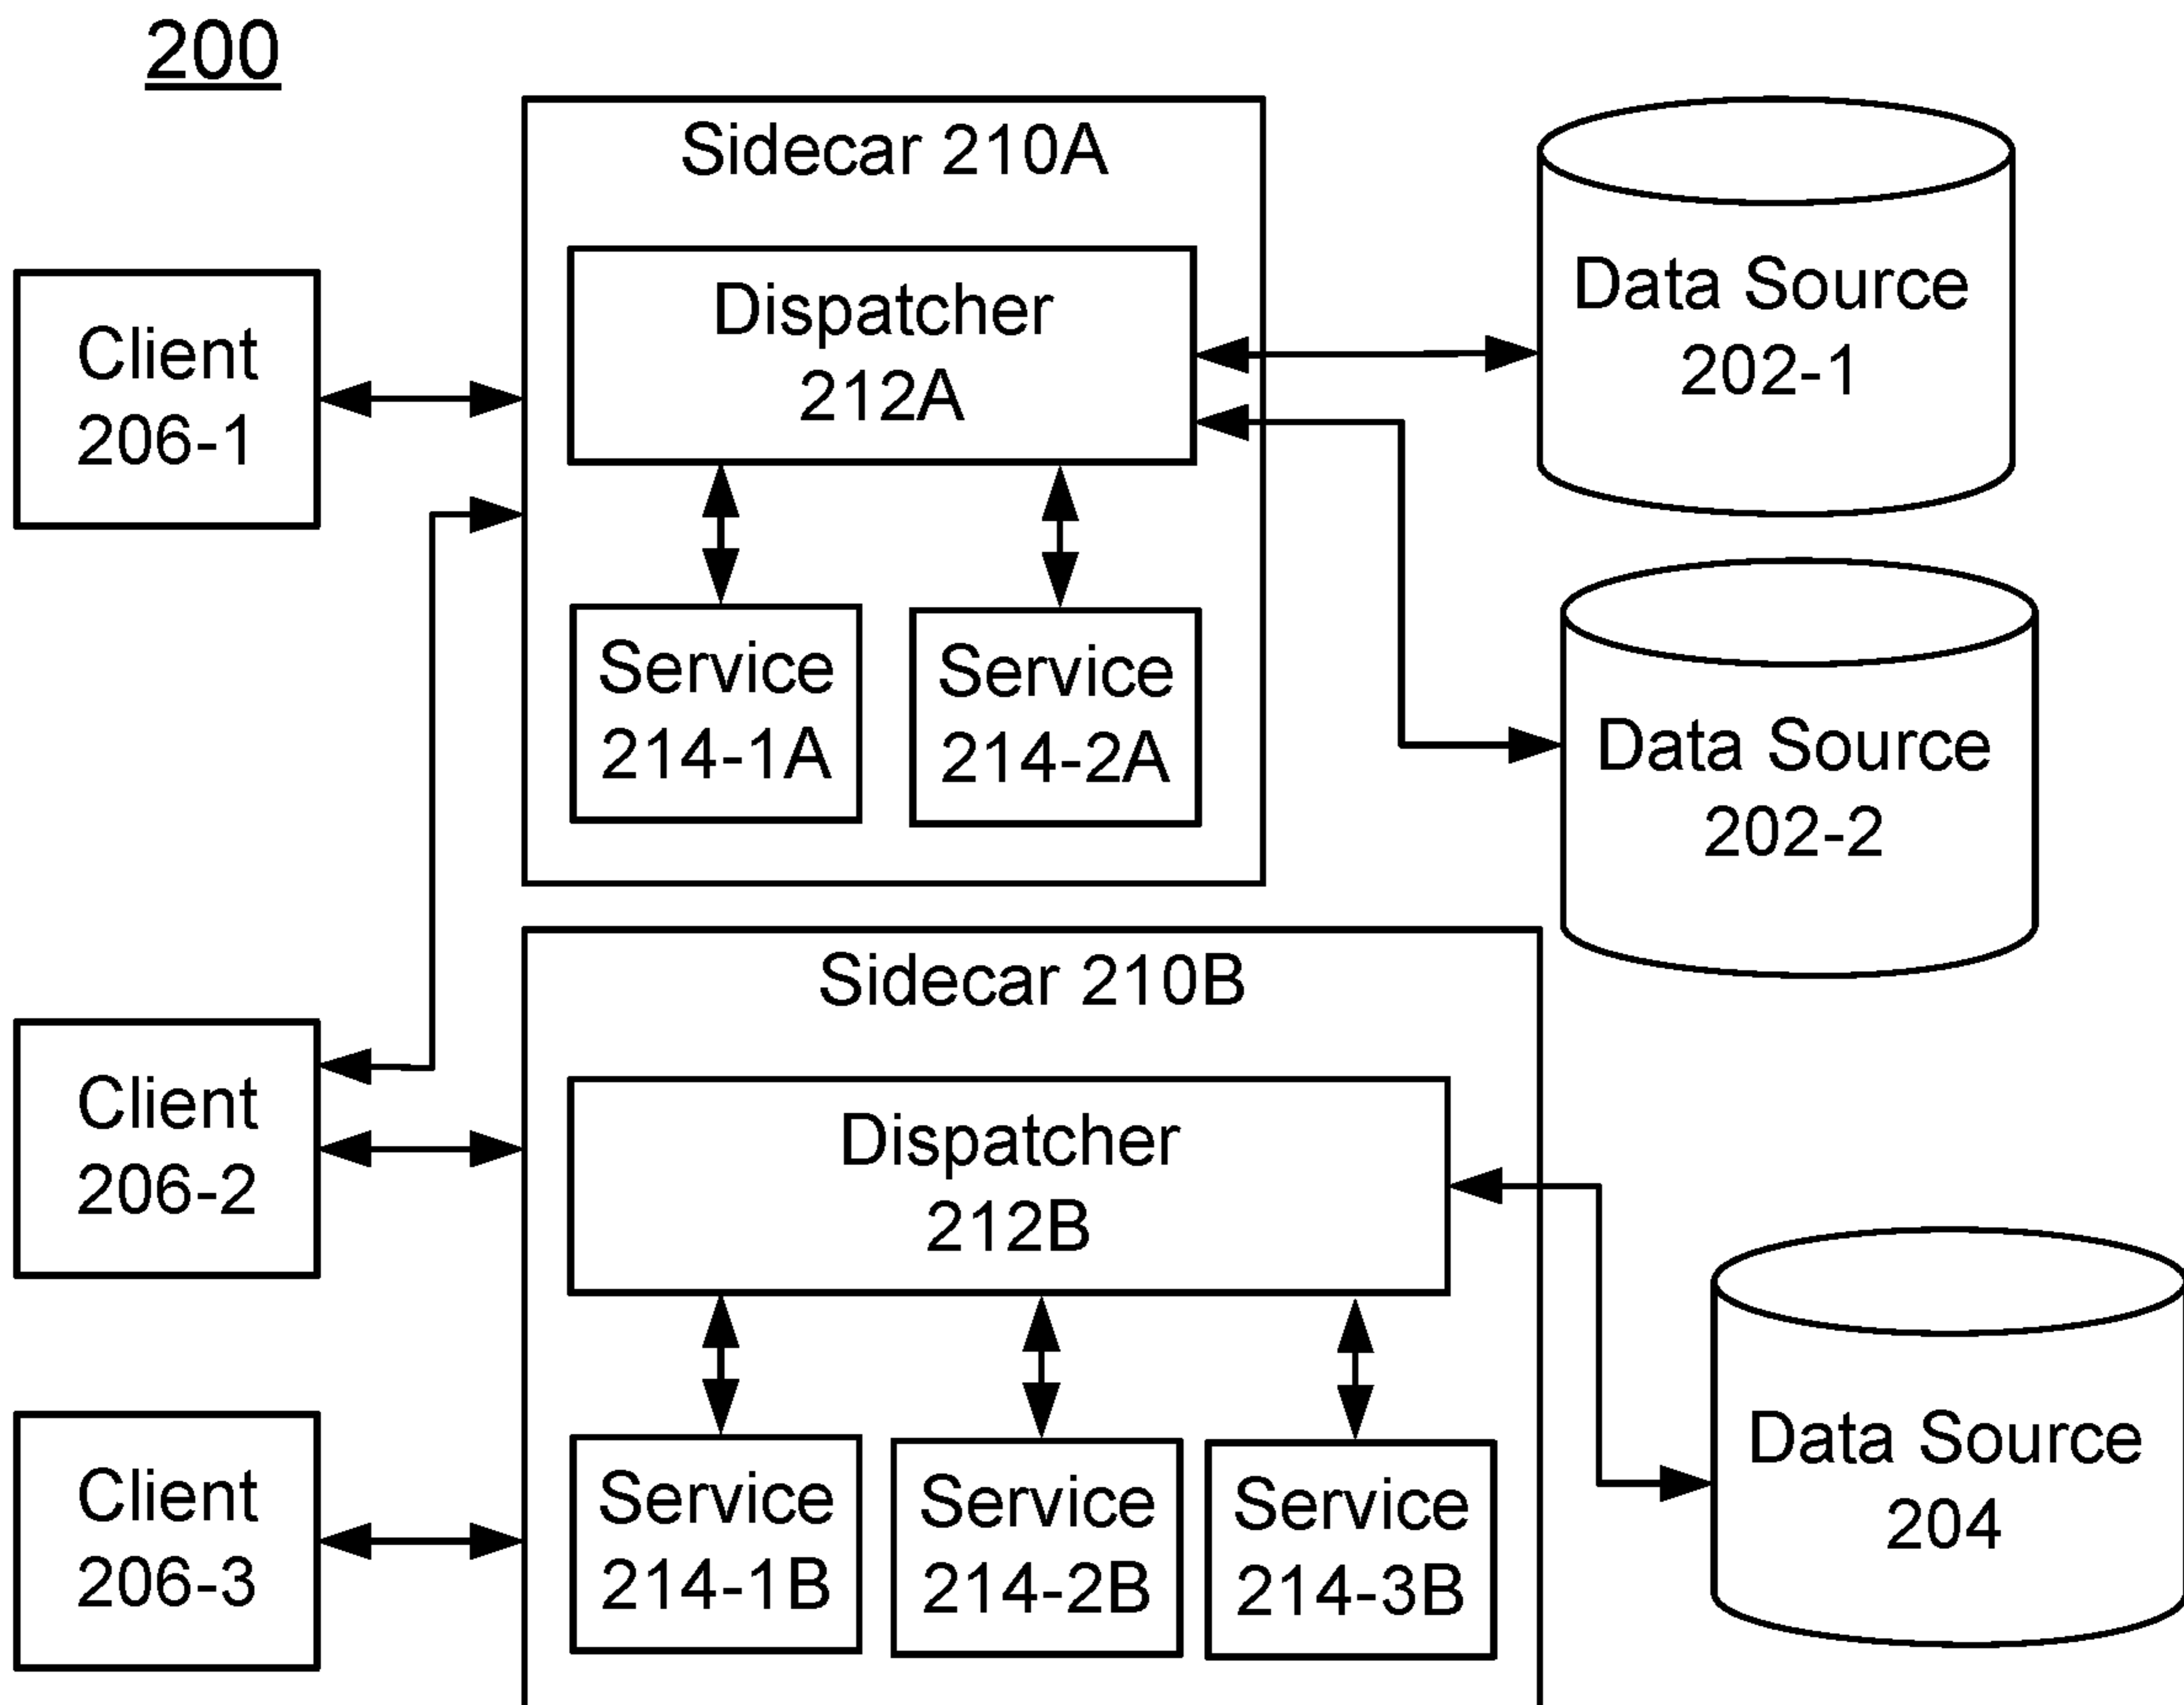 200
Sidecar 210A
Dispatcher
212A
Service
214-1A
Service
214-2A
Client
206-1
Data Source
202-1
Data Source
202-2
Sidecar 210B
Dispatcher
212B
Service
214-1B
Service
214-2B
Service
214-3B
Client
206-2
Client
206-3
Data Source
204